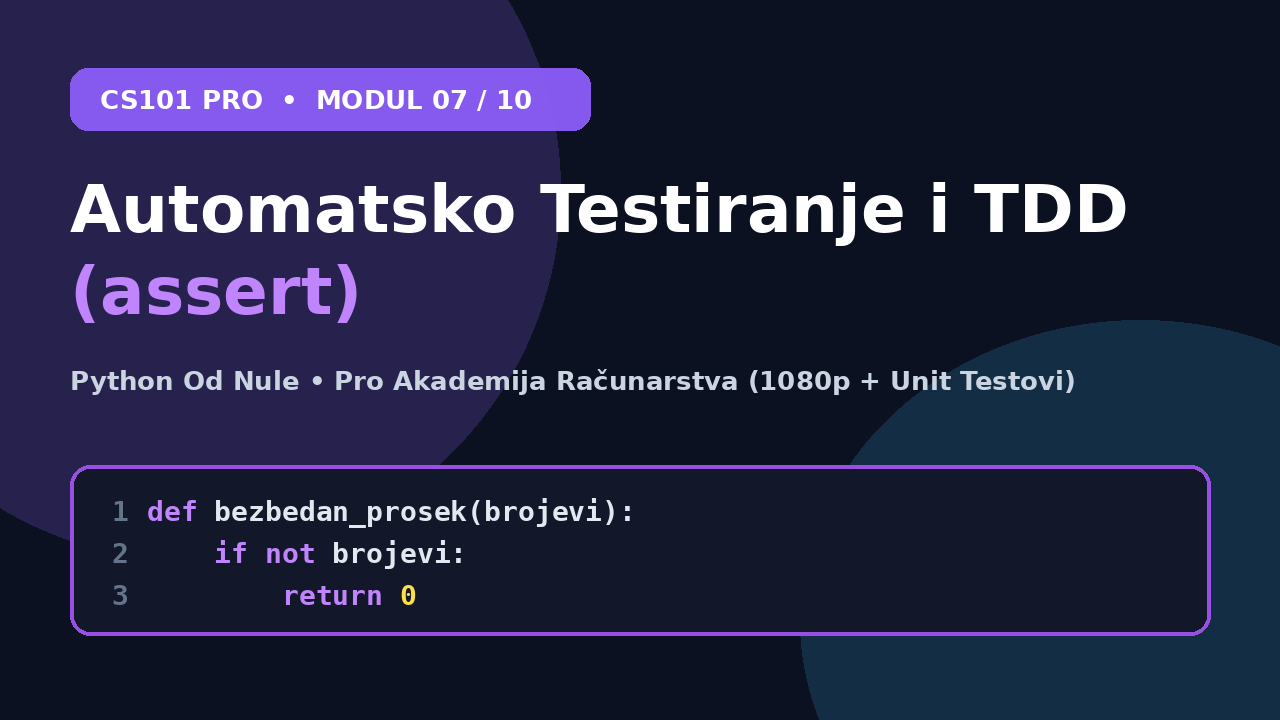 CS101 PRO • MODUL 07 / 10
Automatsko Testiranje i TDD
(assert)
Python Od Nule • Pro Akademija Računarstva (1080p + Unit Testovi)
1 def bezbedan_prosek(brojevi):
2     if not brojevi:
3         return 0